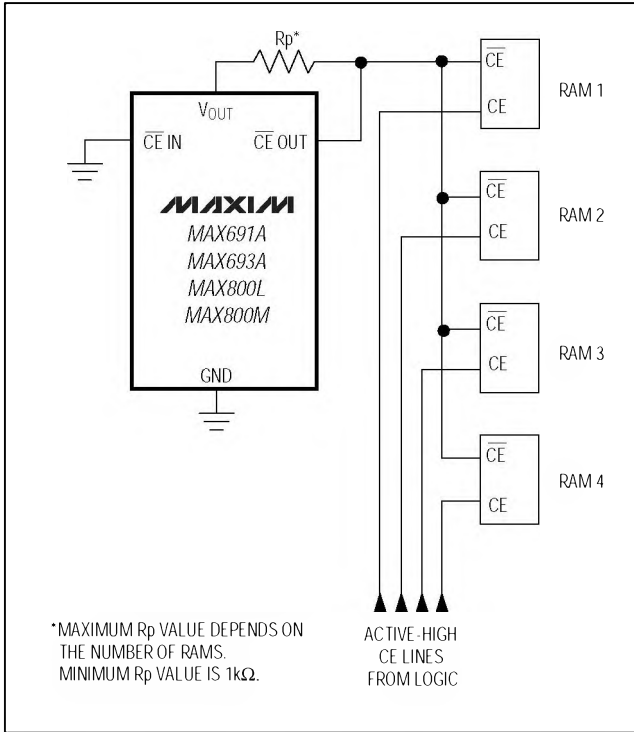 Rp*
VOUT
CE IN
CE OUT
MAXIM
MAX691A
MAX693A
MAX800L
MAX800M
GND
CE
CE
RAM 1
CE
CE
RAM 2
CE
CE
RAM 3
CE
CE
RAM 4
*MAXIMUM Rp VALUE DEPENDS ON
THE NUMBER OF RAMS.
MINIMUM Rp VALUE IS 1kΩ.
ACTIVE-HIGH
CE LINES
FROM LOGIC